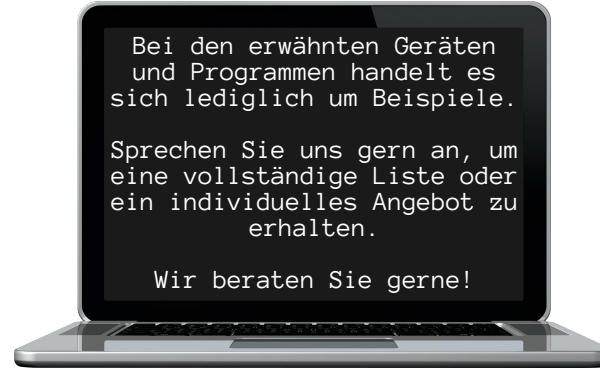 Bei den erwähnten Geräten
und Programmen handelt es
sich lediglich um Beispiele.
Sprechen Sie uns gern an, um
eine vollständige Liste oder
ein individuelles Angebot zu
erhalten.
Wir beraten Sie gerne!